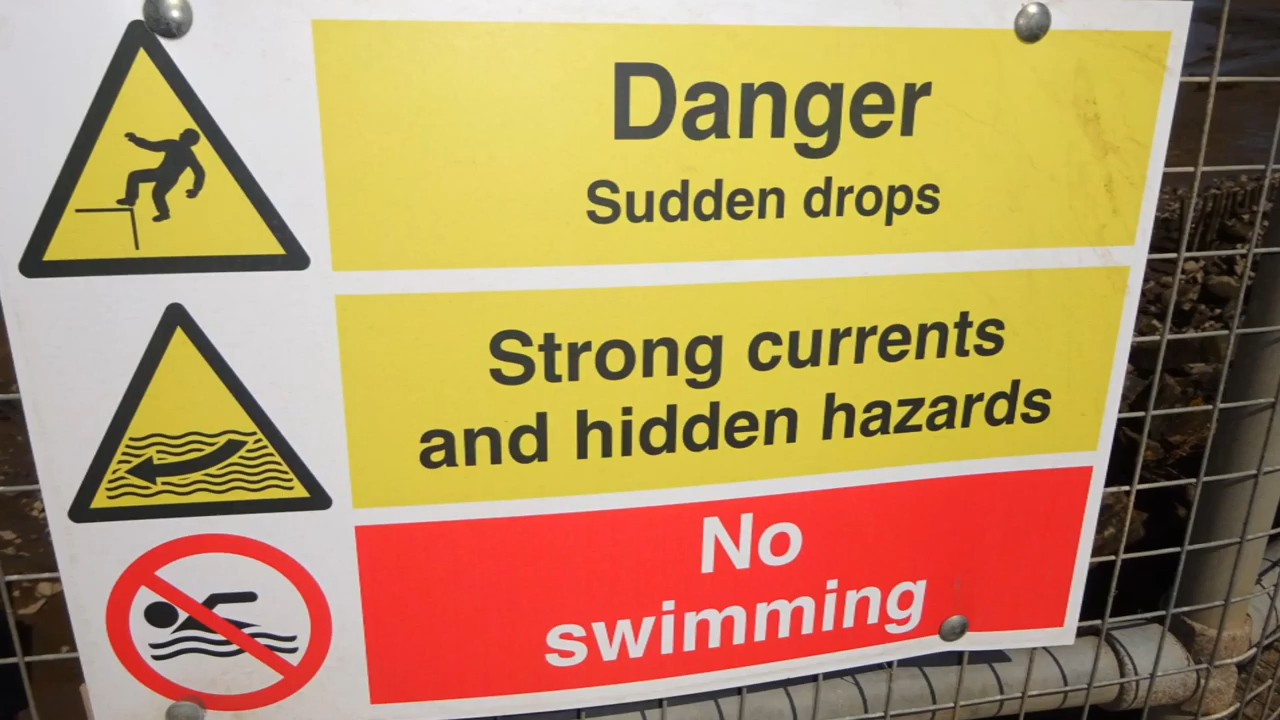 Danger
Sudden drops
Strong currents
and hidden hazards
No
swimming